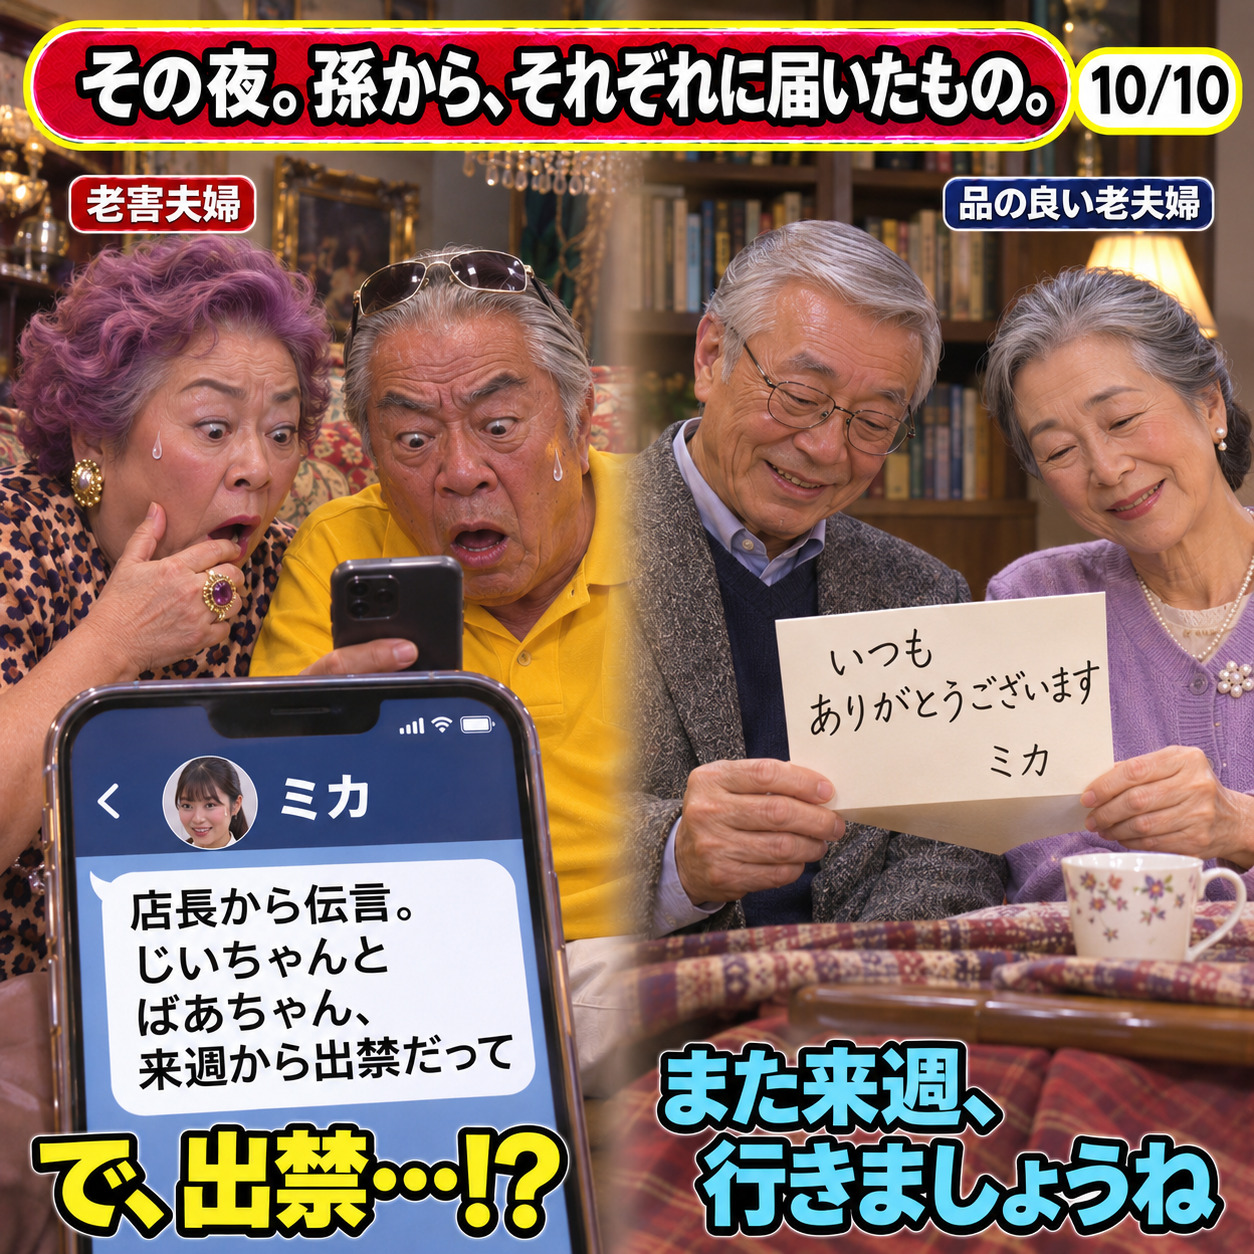 その夜。孫から、それぞれに届いたもの。
10/10
老害夫婦
品の良い老夫婦
いつも
ありがとうございます
ミカ
ミカ
店長から伝言。
じいちゃんと
ばあちゃん、
来週から出禁だって
で、出禁…!?
また来週、
行きましょうね